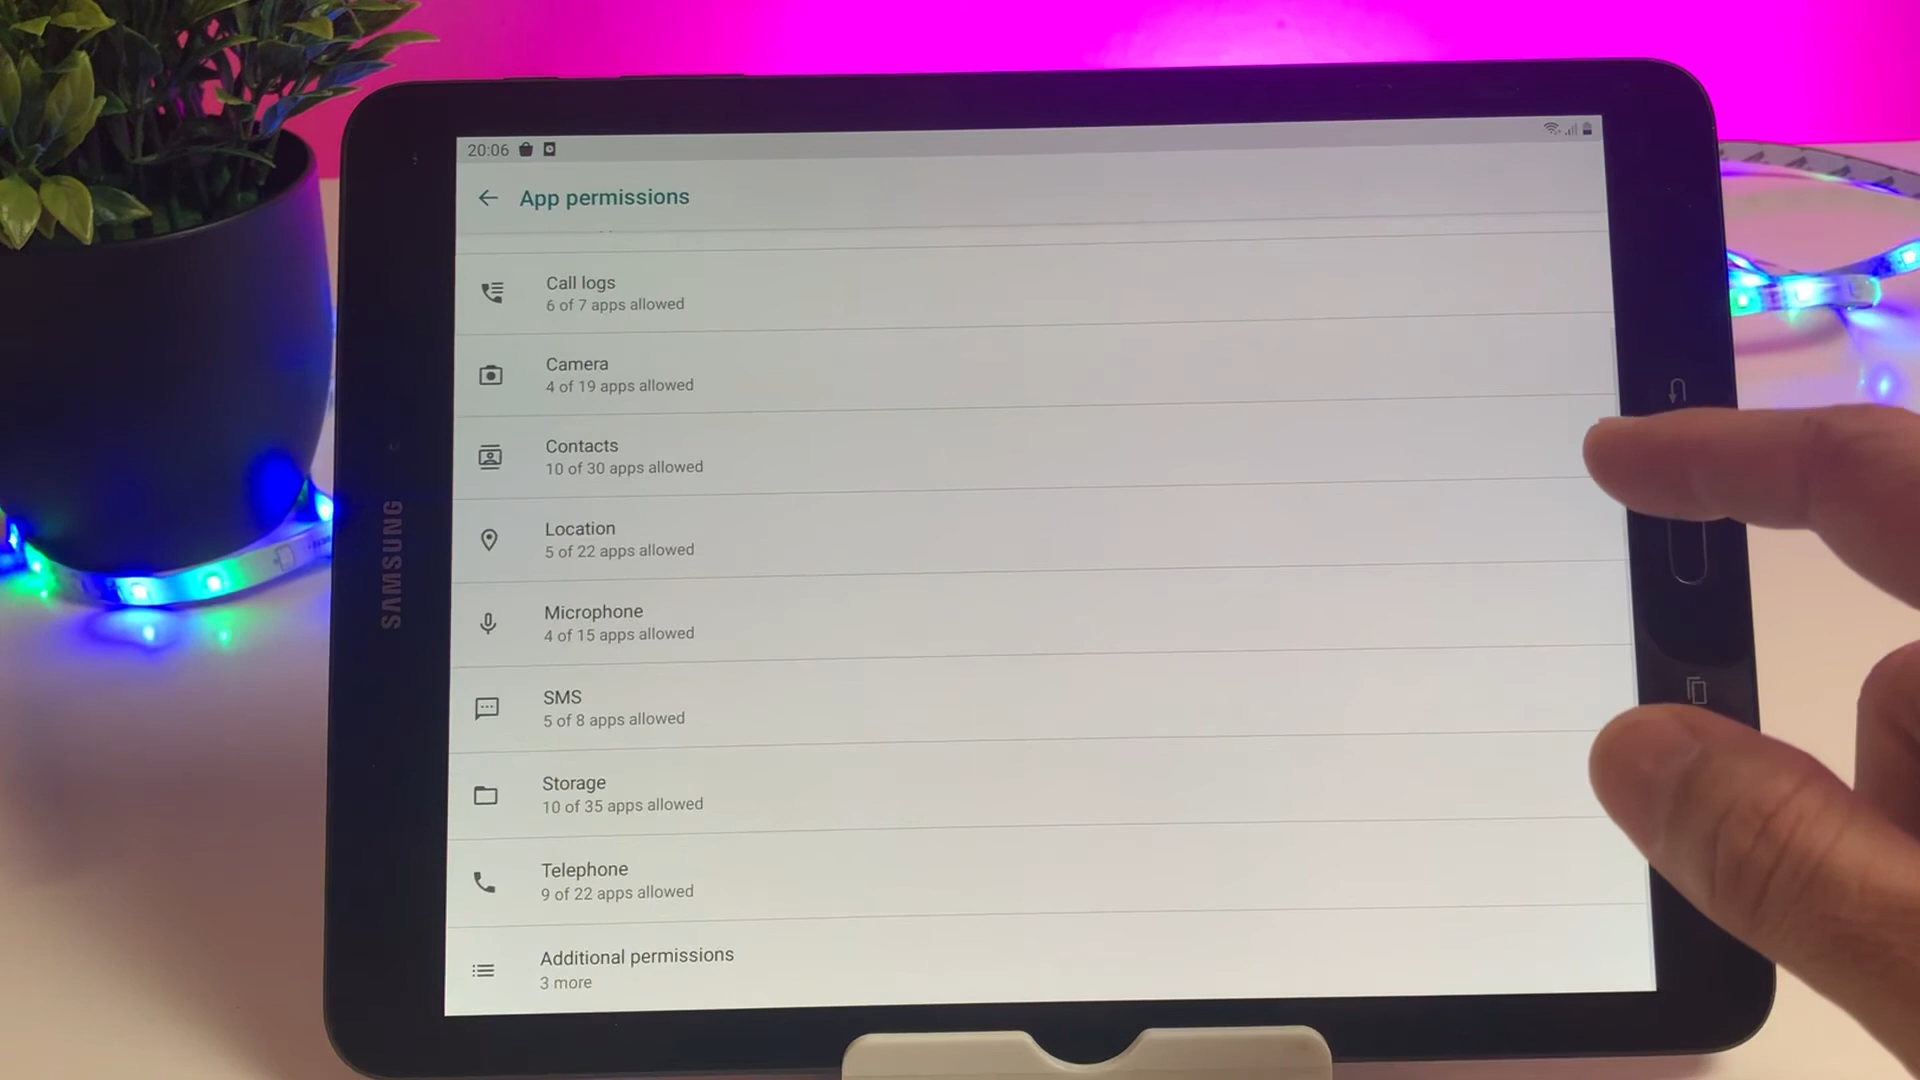 20:06
App permissions
Call logs
6 of 7 apps allowed
Camera
4 of 19 apps allowed
Contacts
10 of 30 apps allowed
Location
5 of 22 apps allowed
Microphone
4 of 15 apps allowed
SMS
5 of 8 apps allowed
Storage
10 of 35 apps allowed
Telephone
9 of 22 apps allowed
Additional permissions
3 more
SAMSUNG